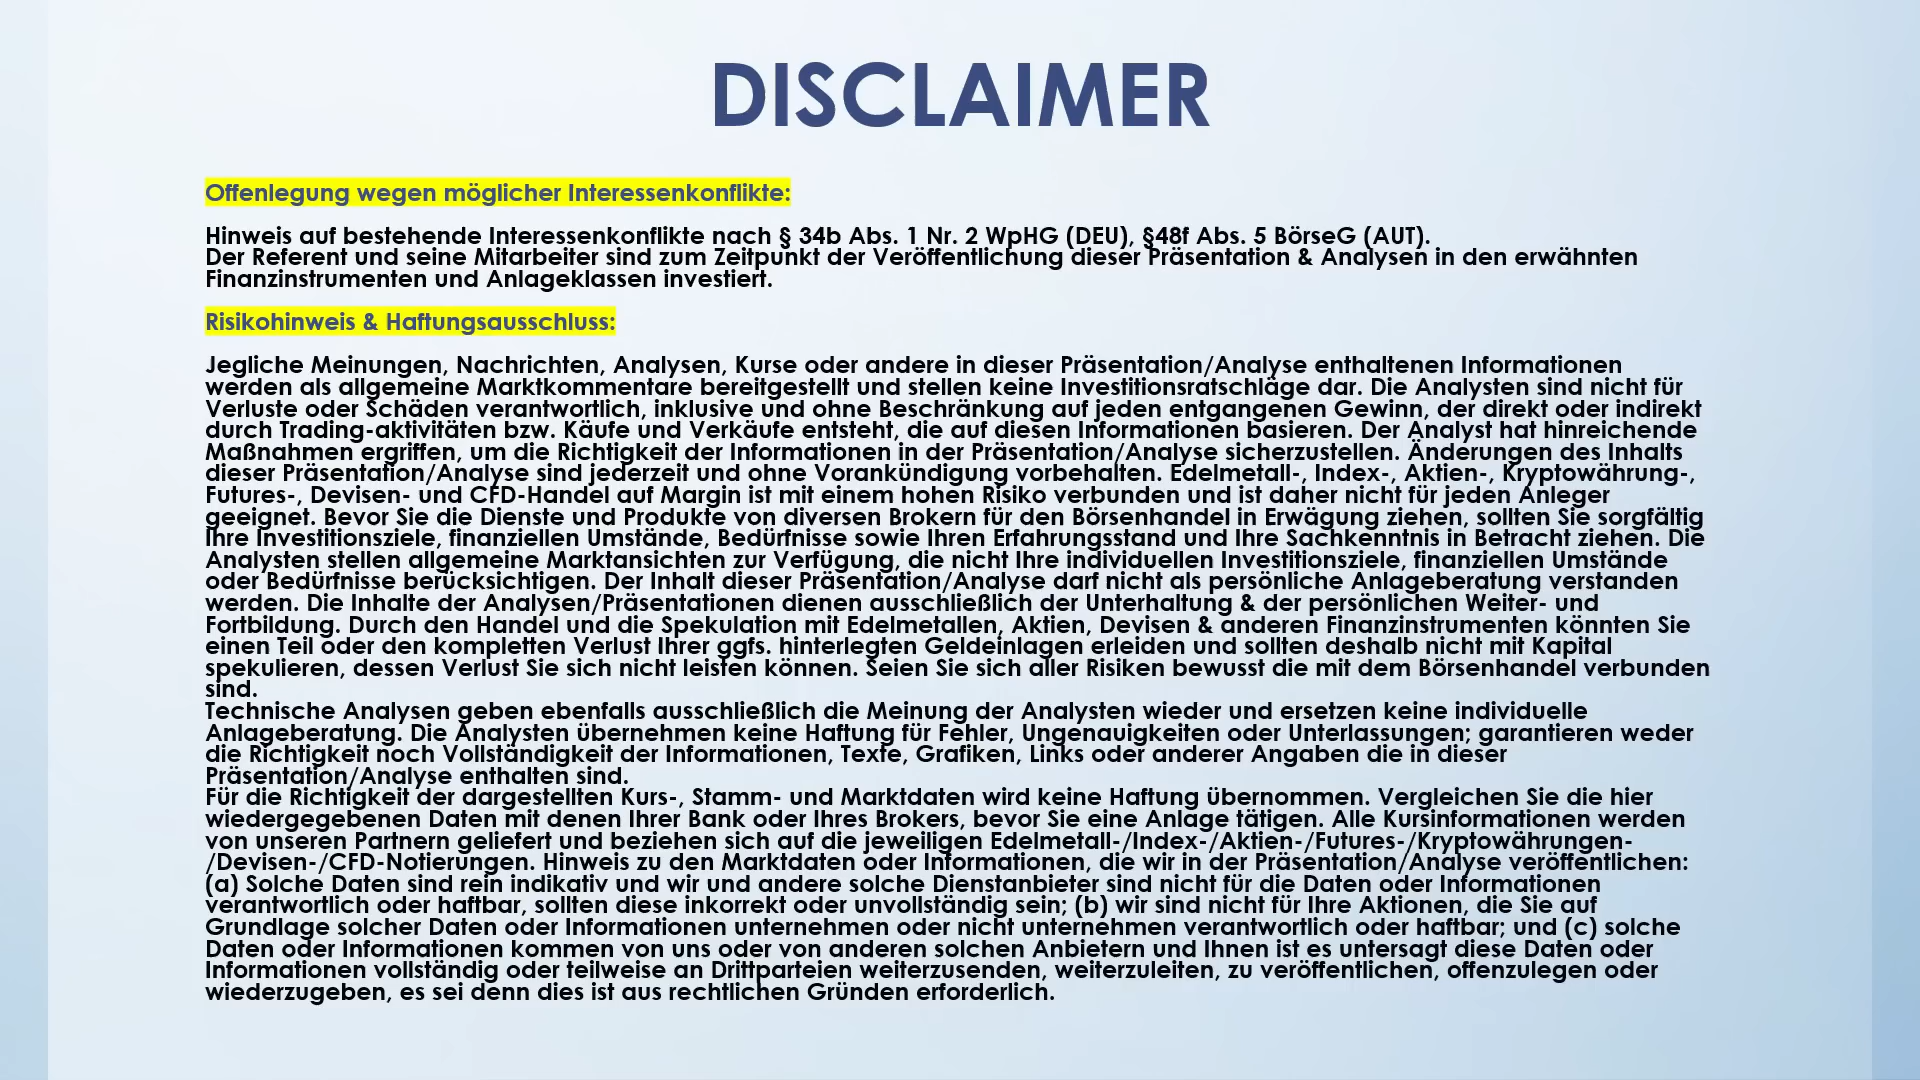 DISCLAIMER
Offenlegung wegen möglicher Interessenkonflikte:
Hinweis auf bestehende Interessenkonflikte nach § 34b Abs. 1 Nr. 2 WpHG (DEU), §48f Abs. 5 BörseG (AUT).
Der Referent und seine Mitarbeiter sind zum Zeitpunkt der Veröffentlichung dieser Präsentation & Analysen in den erwähnten
Finanzinstrumenten und Anlageklassen investiert.
Risikohinweis & Haftungsausschluss:
Jegliche Meinungen, Nachrichten, Analysen, Kurse oder andere in dieser Präsentation/Analyse enthaltenen Informationen
werden als allgemeine Marktkommentare bereitgestellt und stellen keine Investitionsratschläge dar. Die Analysten sind nicht für
Verluste oder Schäden verantwortlich, inklusive und ohne Beschränkung auf jeden entgangenen Gewinn, der direkt oder indirekt
durch Trading-aktivitäten bzw. Käufe und Verkäufe entsteht, die auf diesen Informationen basieren. Der Analyst hat hinreichende
Maßnahmen ergriffen, um die Richtigkeit der Informationen in der Präsentation/Analyse sicherzustellen. Änderungen des Inhalts
dieser Präsentation/Analyse sind jederzeit und ohne Vorankündigung vorbehalten. Edelmetall-, Index-, Aktien-, Kryptowährung-,
Futures-, Devisen- und CFD-Handel auf Margin ist mit einem hohen Risiko verbunden und ist daher nicht für jeden Anleger
geeignet. Bevor Sie die Dienste und Produkte von diversen Brokern für den Börsenhandel in Erwägung ziehen, sollten Sie sorgfältig
Ihre Investitionsziele, finanziellen Umstände, Bedürfnisse sowie Ihren Erfahrungsstand und Ihre Sachkenntnis in Betracht ziehen. Die
Analysten stellen allgemeine Marktansichten zur Verfügung, die nicht Ihre individuellen Investitionsziele, finanziellen Umstände
oder Bedürfnisse berücksichtigen. Der Inhalt dieser Präsentation/Analyse darf nicht als persönliche Anlageberatung verstanden
werden. Die Inhalte der Analysen/Präsentationen dienen ausschließlich der Unterhaltung & der persönlichen Weiter- und
Fortbildung. Durch den Handel und die Spekulation mit Edelmetallen, Aktien, Devisen & anderen Finanzinstrumenten könnten Sie
einen Teil oder den kompletten Verlust Ihrer ggfs. hinterlegten Geldeinlagen erleiden und sollten deshalb nicht mit Kapital
spekulieren, dessen Verlust Sie sich nicht leisten können. Seien Sie sich aller Risiken bewusst die mit dem Börsenhandel verbunden
sind.
Technische Analysen geben ebenfalls ausschließlich die Meinung der Analysten wieder und ersetzen keine individuelle
Anlageberatung. Die Analysten übernehmen keine Haftung für Fehler, Ungenauigkeiten oder Unterlassungen; garantieren weder
die Richtigkeit noch Vollständigkeit der Informationen, Texte, Grafiken, Links oder anderer Angaben die in dieser
Präsentation/Analyse enthalten sind.
Für die Richtigkeit der dargestellten Kurs-, Stamm- und Marktdaten wird keine Haftung übernommen. Vergleichen Sie die hier
wiedergegebenen Daten mit denen Ihrer Bank oder Ihres Brokers, bevor Sie eine Anlage tätigen. Alle Kursinformationen werden
von unseren Partnern geliefert und beziehen sich auf die jeweiligen Edelmetall-/Index-/Aktien-/Futures-/Kryptowährungen-
/Devisen-/CFD-Notierungen. Hinweis zu den Marktdaten oder Informationen, die wir in der Präsentation/Analyse veröffentlichen:
(a) Solche Daten sind rein indikativ und wir und andere solche Dienstanbieter sind nicht für die Daten oder Informationen
verantwortlich oder haftbar, sollten diese inkorrekt oder unvollständig sein; (b) wir sind nicht für Ihre Aktionen, die Sie auf
Grundlage solcher Daten oder Informationen unternehmen oder nicht unternehmen verantwortlich oder haftbar; und (c) solche
Daten oder Informationen kommen von uns oder von anderen solchen Anbietern und Ihnen ist es untersagt diese Daten oder
Informationen vollständig oder teilweise an Drittparteien weiterzusenden, weiterzuleiten, zu veröffentlichen, offenzulegen oder
wiederzugeben, es sei denn dies ist aus rechtlichen Gründen erforderlich.